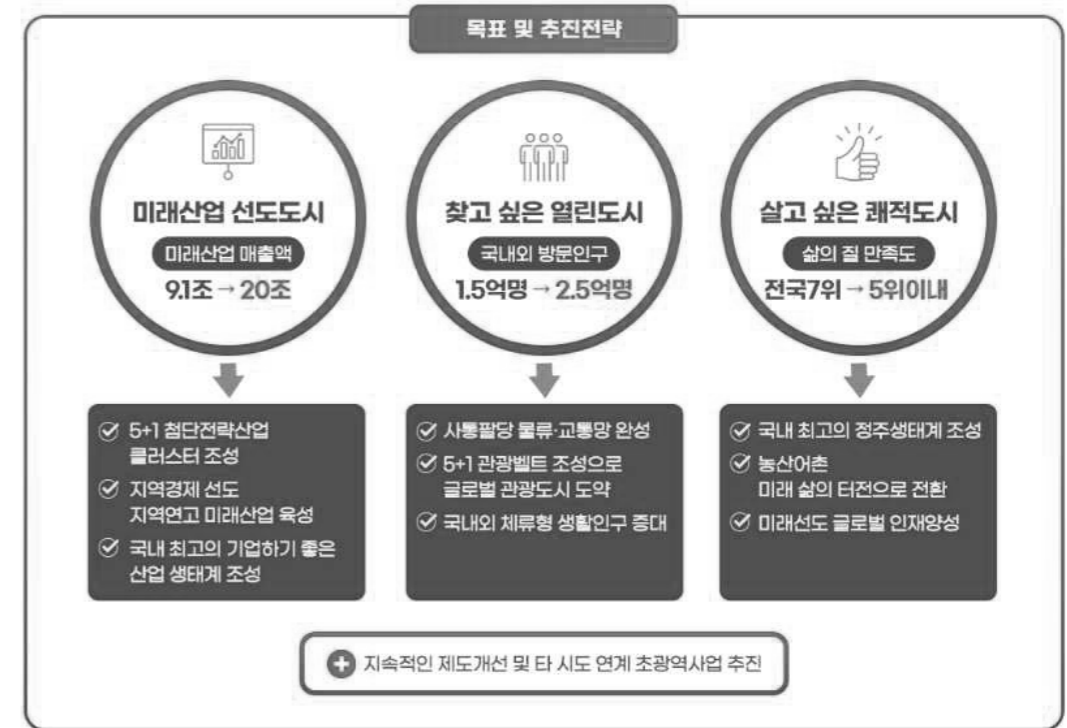 목표 및 추진전략
미래산업 선도도시
미래산업 매출액
9.1조 → 20조
5+1 첨단전략산업
클러스터 조성
지역경제 선도
지역연고 미래산업 육성
국내 최고의 기업하기 좋은
산업 생태계 조성
찾고 싶은 열린도시
국내외 방문인구
1.5억명 → 2.5억명
사통팔당 물류·교통망 완성
5+1 관광벨트 조성으로
글로벌 관광도시 도약
국내외 체류형 생활인구 증대
살고 싶은 쾌적도시
삶의 질 만족도
전국7위 → 5위이내
국내 최고의 정주생태계 조성
농산어촌
미래 삶의 터전으로 전환
미래선도 글로벌 인재양성
지속적인 제도개선 및 타 시도 연계 초광역사업 추진